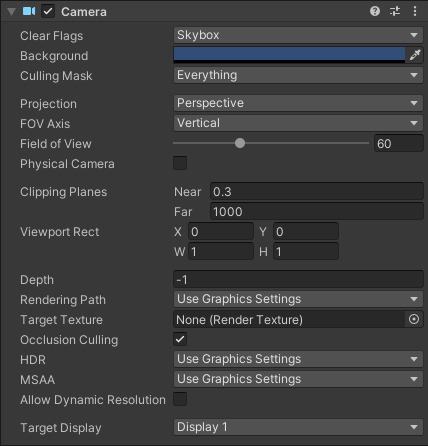 Camera
Clear Flags Skybox
Background
Culling Mask Everything
Projection Perspective
FOV Axis Vertical
Field of View 60
Physical Camera
Clipping Planes Near 0.3
Far 1000
Viewport Rect X 0 Y 0
W 1 H 1
Depth -1
Rendering Path Use Graphics Settings
Target Texture None (Render Texture)
Occlusion Culling
HDR Use Graphics Settings
MSAA Use Graphics Settings
Allow Dynamic Resolution
Target Display Display 1